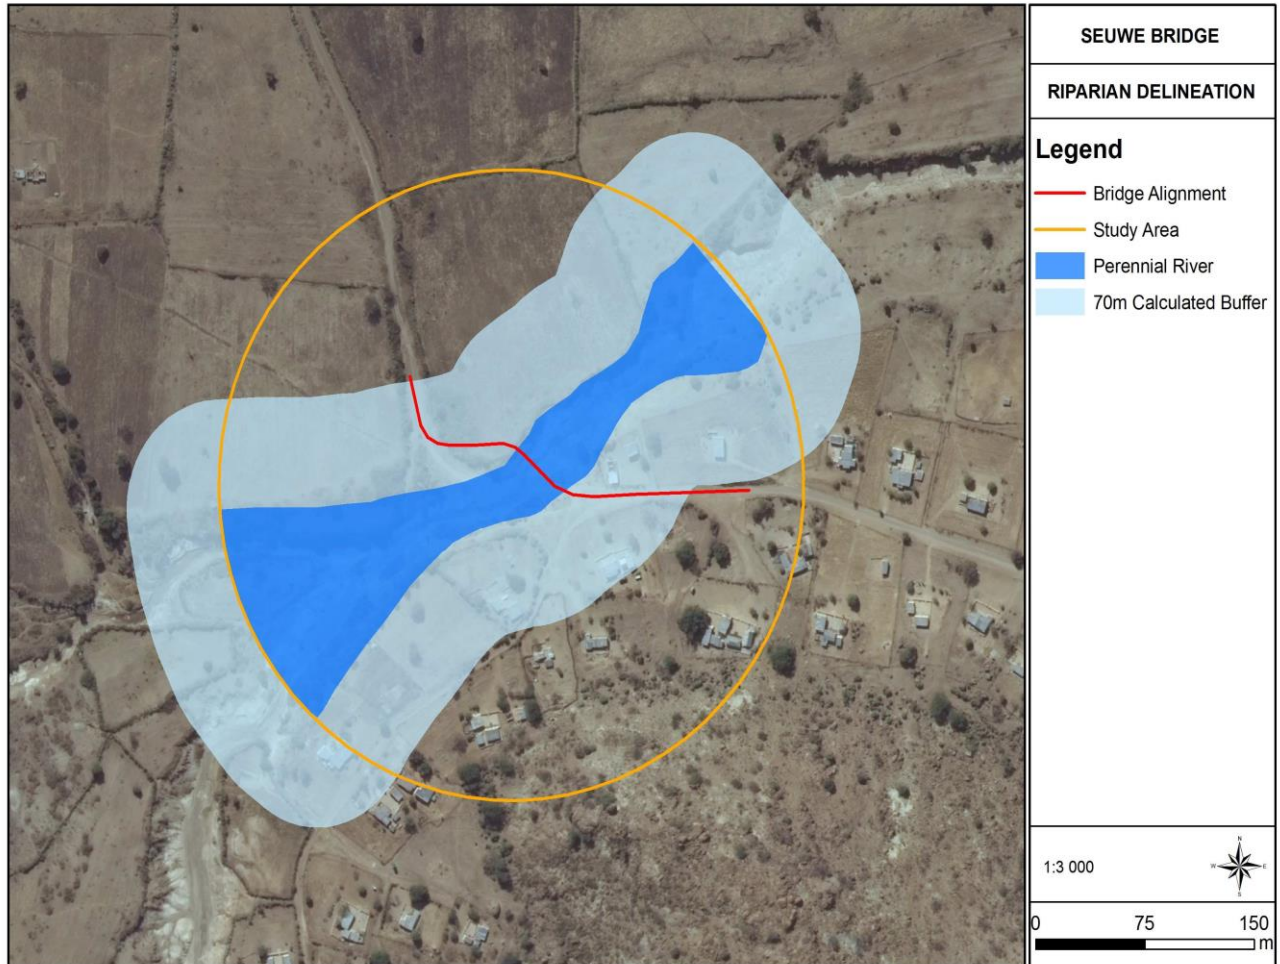 SEUWE BRIDGE
RIPARIAN DELINEATION
Legend
Bridge Alignment
Study Area
Perennial River
70m Calculated Buffer
1:3 000
N
W E
S
0 75 150
m